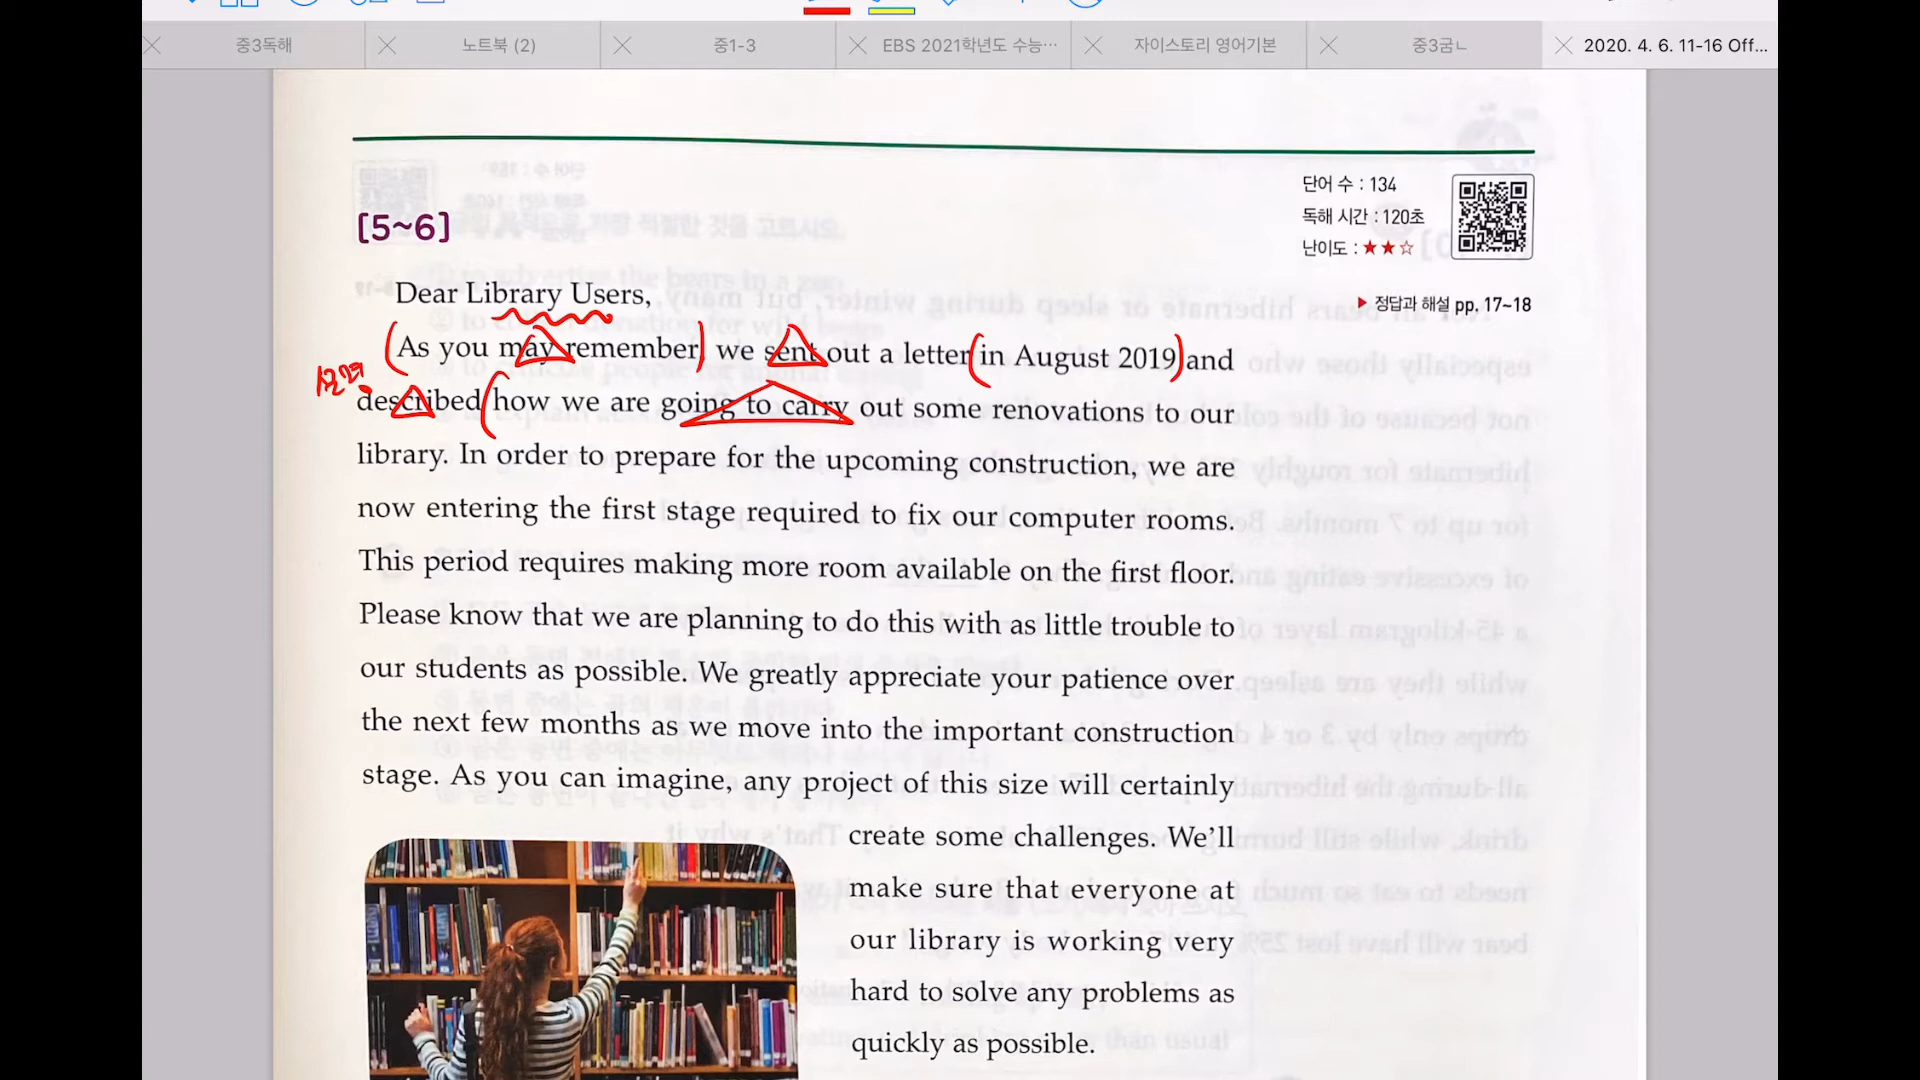 중3독해
노트북 (2)
중1-3
EBS 2021학년도 수능…
자이스토리 영어기본
중3굼ㄴ
2020. 4. 6. 11-16 Off...
단어 수 : 134
독해 시간 : 120초
난이도 : ★★☆
[5~6]
▶ 정답과 해설 pp. 17~18
Dear Library Users,
As you may remember, we sent out a letter in August 2019 and
설명
described how we are going to carry out some renovations to our
library. In order to prepare for the upcoming construction, we are
now entering the first stage required to fix our computer rooms.
This period requires making more room available on the first floor.
Please know that we are planning to do this with as little trouble to
our students as possible. We greatly appreciate your patience over
the next few months as we move into the important construction
stage. As you can imagine, any project of this size will certainly
create some challenges. We'll
make sure that everyone at
our library is working very
hard to solve any problems as
quickly as possible.